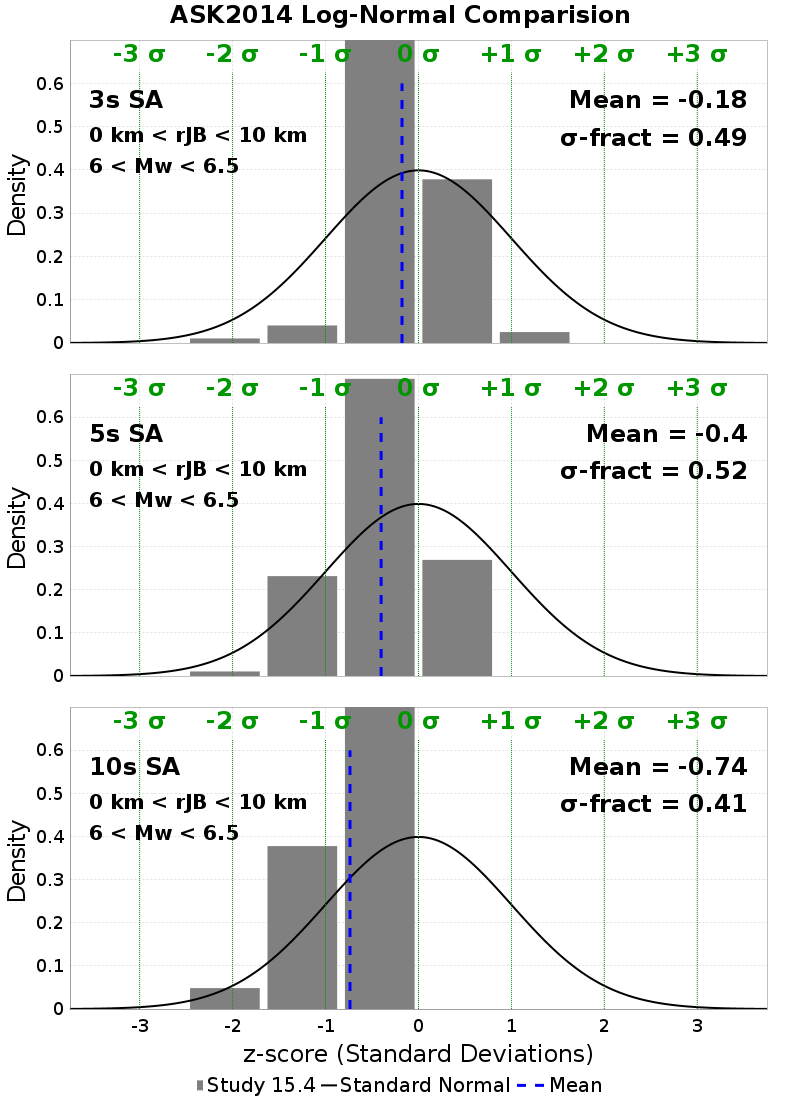 ASK2014 Log-Normal Comparision
-3 σ -2 σ -1 σ 0 σ +1 σ +2 σ +3 σ
0.6
3s SA Mean = -0.18
0.5
0 km < rJB < 10 km σ-fract = 0.49
6 < Mw < 6.5
0.4
0.3
0.2
0.1
0
Density
-3 σ -2 σ -1 σ 0 σ +1 σ +2 σ +3 σ
0.6
5s SA Mean = -0.4
0.5
0 km < rJB < 10 km σ-fract = 0.52
6 < Mw < 6.5
0.4
0.3
0.2
0.1
0
Density
-3 σ -2 σ -1 σ 0 σ +1 σ +2 σ +3 σ
0.6
10s SA Mean = -0.74
0.5
0 km < rJB < 10 km σ-fract = 0.41
6 < Mw < 6.5
0.4
0.3
0.2
0.1
0
Density
-3 -2 -1 0 1 2 3
z-score (Standard Deviations)
Study 15.4 Standard Normal Mean